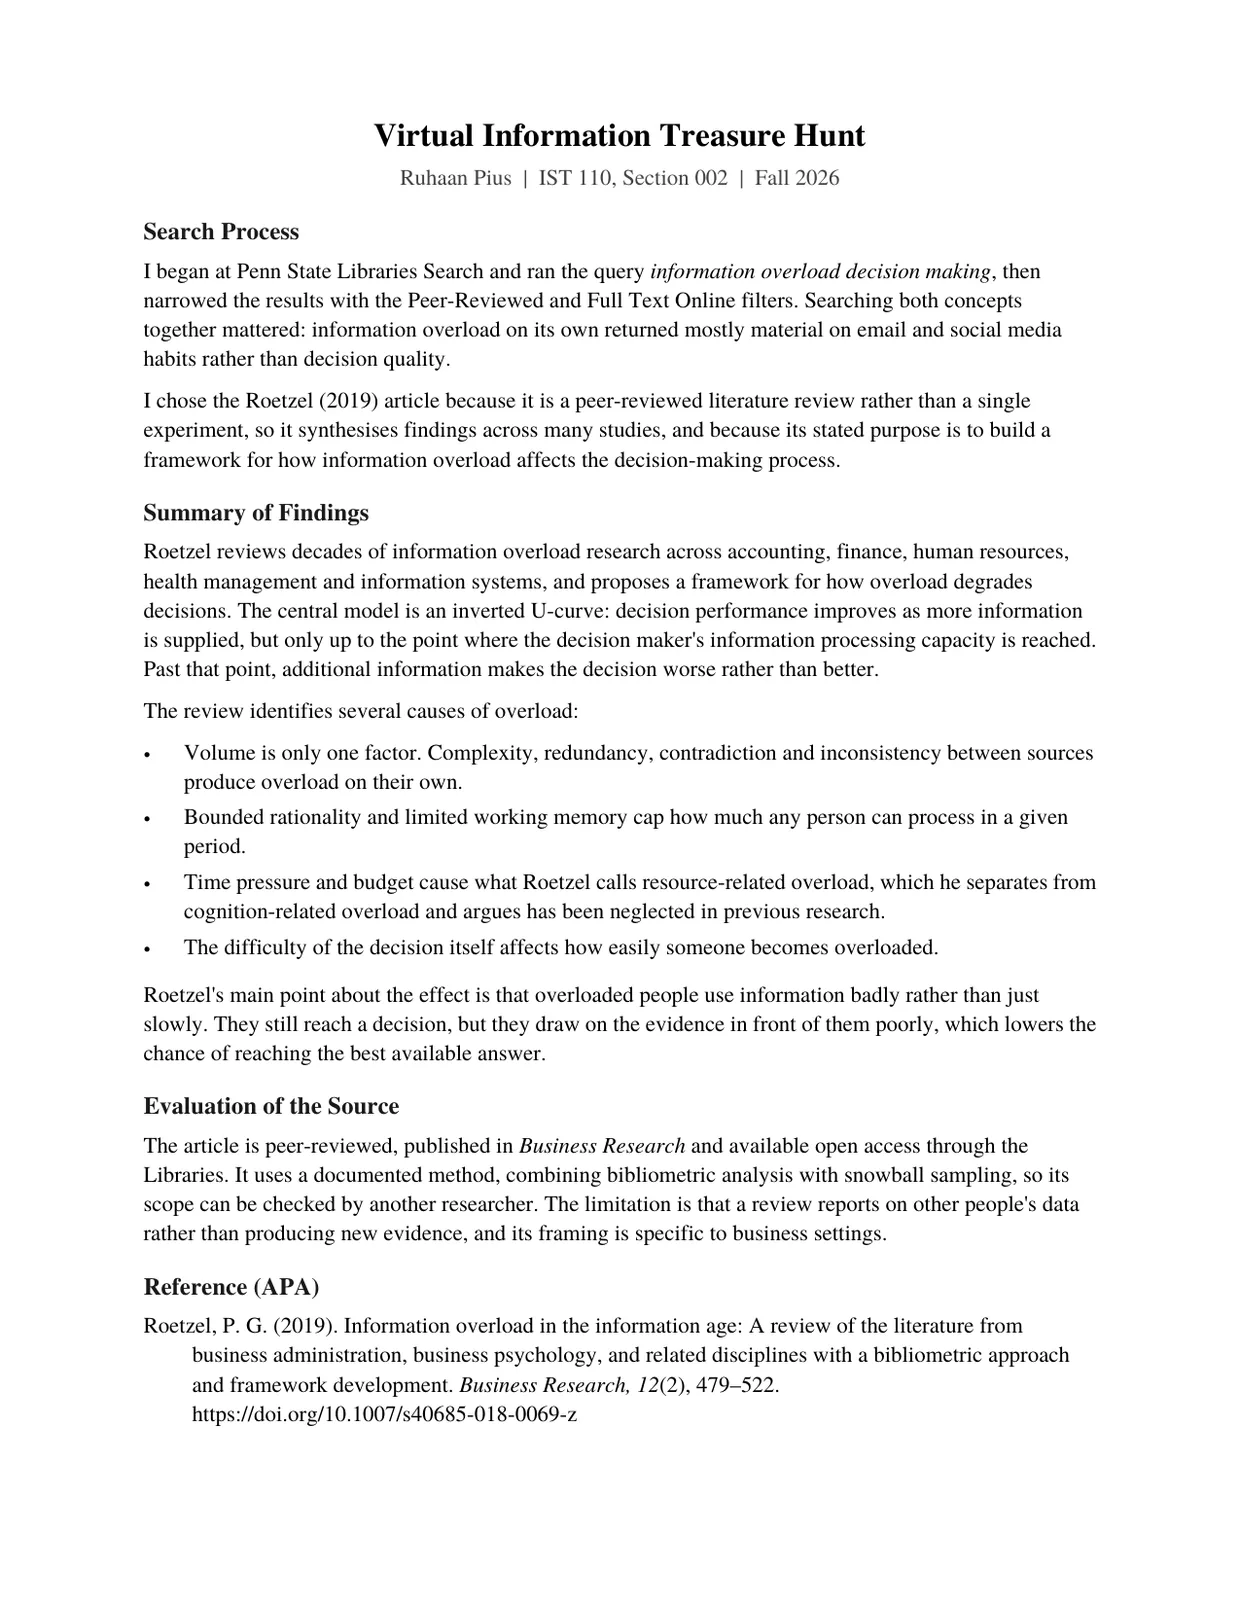 Virtual Information Treasure Hunt
Ruhaan Pius | IST 110, Section 002 | Fall 2026
Search Process
I began at Penn State Libraries Search and ran the query information overload decision making, then
narrowed the results with the Peer-Reviewed and Full Text Online filters. Searching both concepts
together mattered: information overload on its own returned mostly material on email and social media
habits rather than decision quality.
I chose the Roetzel (2019) article because it is a peer-reviewed literature review rather than a single
experiment, so it synthesises findings across many studies, and because its stated purpose is to build a
framework for how information overload affects the decision-making process.
Summary of Findings
Roetzel reviews decades of information overload research across accounting, finance, human resources,
health management and information systems, and proposes a framework for how overload degrades
decisions. The central model is an inverted U-curve: decision performance improves as more information
is supplied, but only up to the point where the decision maker's information processing capacity is reached.
Past that point, additional information makes the decision worse rather than better.
The review identifies several causes of overload:
• Volume is only one factor. Complexity, redundancy, contradiction and inconsistency between sources
produce overload on their own.
• Bounded rationality and limited working memory cap how much any person can process in a given
period.
• Time pressure and budget cause what Roetzel calls resource-related overload, which he separates from
cognition-related overload and argues has been neglected in previous research.
• The difficulty of the decision itself affects how easily someone becomes overloaded.
Roetzel's main point about the effect is that overloaded people use information badly rather than just
slowly. They still reach a decision, but they draw on the evidence in front of them poorly, which lowers the
chance of reaching the best available answer.
Evaluation of the Source
The article is peer-reviewed, published in Business Research and available open access through the
Libraries. It uses a documented method, combining bibliometric analysis with snowball sampling, so its
scope can be checked by another researcher. The limitation is that a review reports on other people's data
rather than producing new evidence, and its framing is specific to business settings.
Reference (APA)
Roetzel, P. G. (2019). Information overload in the information age: A review of the literature from
business administration, business psychology, and related disciplines with a bibliometric approach
and framework development. Business Research, 12(2), 479–522.
https://doi.org/10.1007/s40685-018-0069-z